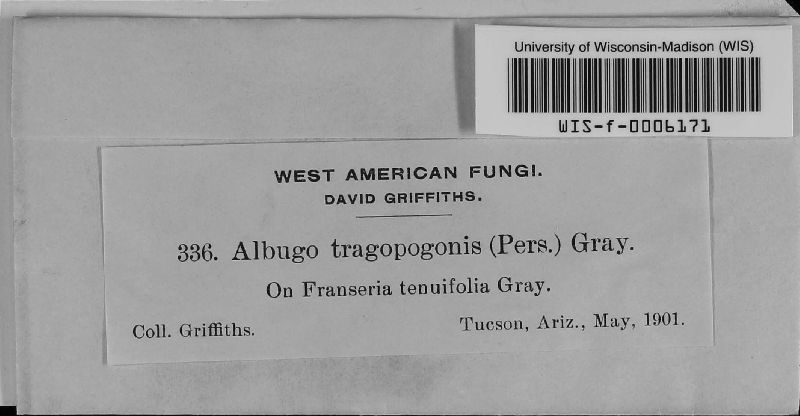 University of Wisconsin-Madison (WIS)
WIS-f-0006171
WEST AMERICAN FUNGI.
DAVID GRIFFITHS.
336. Albugo tragopogonis (Pers.) Gray.
On Franseria tenuifolia Gray.
Coll. Griffiths. Tucson, Ariz., May, 1901.